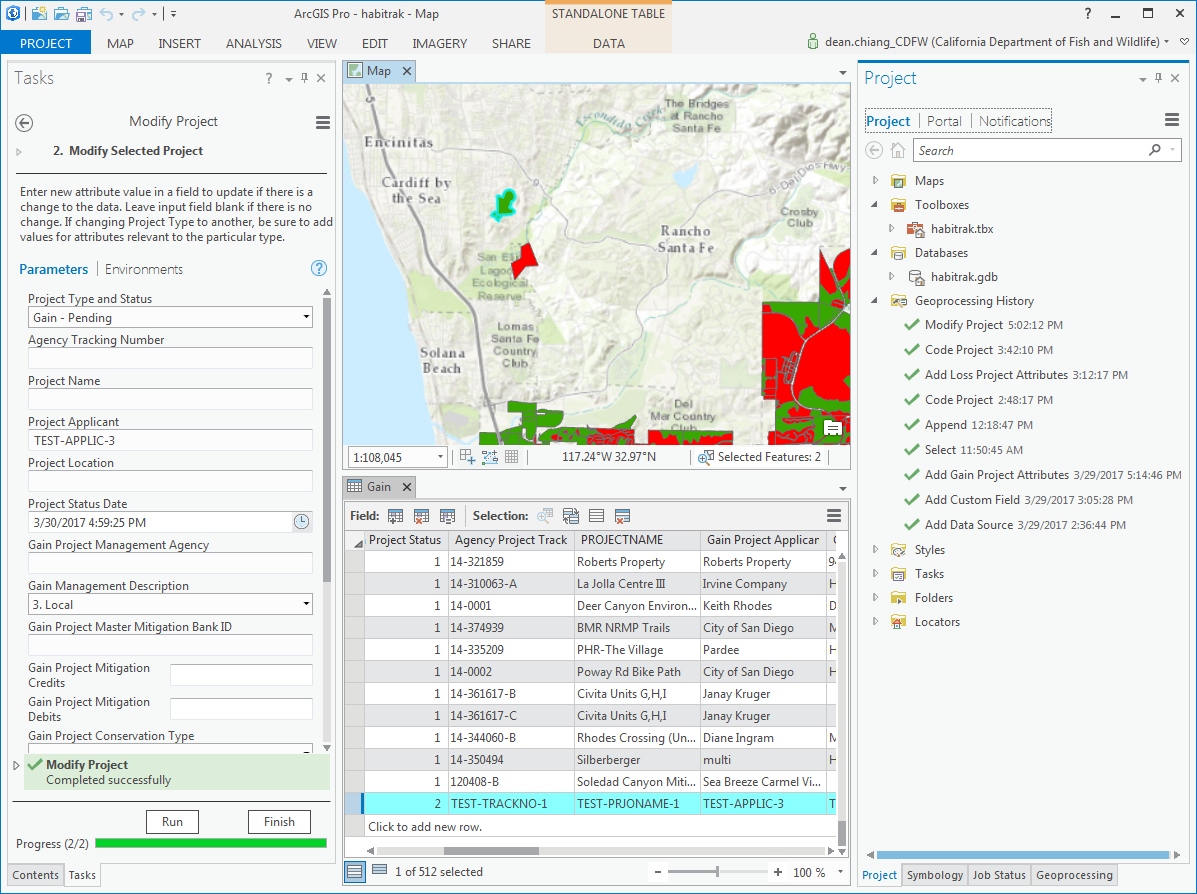 ArcGIS Pro - habitrak - Map
STANDALONE TABLE
?
PROJECT
MAP
INSERT
ANALYSIS
VIEW
EDIT
IMAGERY
SHARE
DATA
dean.chiang_CDFW (California Department of Fish and Wildlife)
Tasks
?
Modify Project
2. Modify Selected Project
Enter new attribute value in a field to update if there is a
change to the data. Leave input field blank if there is no
change. If changing Project Type to another, be sure to add
values for attributes relevant to the particular type.
Parameters | Environments
?
Project Type and Status
Gain - Pending
Agency Tracking Number
Project Name
Project Applicant
TEST-APPLIC-3
Project Location
Project Status Date
3/30/2017 4:59:25 PM
Gain Project Management Agency
Gain Management Description
3. Local
Gain Project Master Mitigation Bank ID
Gain Project Mitigation
Credits
Gain Project Mitigation
Debits
Gain Project Conservation Type
Modify Project
Completed successfully
Run
Finish
Progress (2/2)
Contents
Tasks
Map
5
The Bridges
at Rancho
Santa Fe
Escondido Creek
Encinitas
Cardiff by
the Sea
6-Del Dios Hwy
Crosby
Club
Rancho
Santa Fe
San Elijo
Lagoon
Ecological
Reserve
Lomas
Santa Fe
Country
Club
Solana
Beach
Del
Mar Country
Club
1:108,045
117.24°W 32.97°N
Selected Features: 2
Gain
Field:
Selection:
Project Status
Agency Project Track
PROJECTNAME
Gain Project Applicar
1 14-321859 Roberts Property Roberts Property 94
1 14-310063-A La Jolla Centre III Irvine Company H
1 14-0001 Deer Canyon Environ... Keith Rhodes D
1 14-374939 BMR NRMP Trails City of San Diego M
1 14-335209 PHR-The Village Pardee H
1 14-0002 Poway Rd Bike Path City of San Diego H
1 14-361617-B Civita Units G,H,I Janay Kruger
1 14-361617-C Civita Units G,H,I Janay Kruger
1 14-344060-B Rhodes Crossing (Un... Diane Ingram M
1 14-350494 Silberberger multi H
1 120408-B Soledad Canyon Miti... Sea Breeze Carmel Vi...
2 TEST-TRACKNO-1 TEST-PRJONAME-1 TEST-APPLIC-3 T
Click to add new row.
1 of 512 selected
- + 100 %
Project
Project | Portal | Notifications
Search
Maps
Toolboxes
habitrak.tbx
Databases
habitrak.gdb
Geoprocessing History
Modify Project 5:02:12 PM
Code Project 3:42:10 PM
Add Loss Project Attributes 3:12:17 PM
Code Project 2:48:17 PM
Append 12:18:47 PM
Select 11:50:45 AM
Add Gain Project Attributes 3/29/2017 5:14:46 PM
Add Custom Field 3/29/2017 3:05:28 PM
Add Data Source 3/29/2017 2:36:44 PM
Styles
Tasks
Folders
Locators
Project
Symbology
Job Status
Geoprocessing